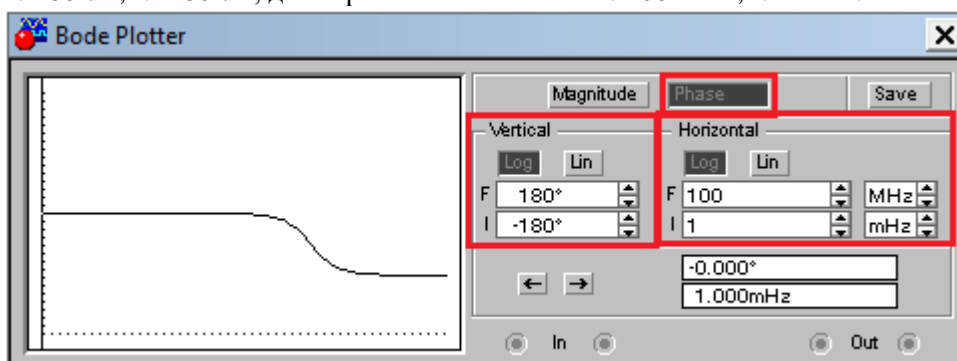 Bode Plotter
Magnitude Phase Save
Vertical Horizontal
Log Lin Log Lin
F 180° F 100 MHz
I -180° I 1 mHz
← → -0.000°
1.000mHz
In Out